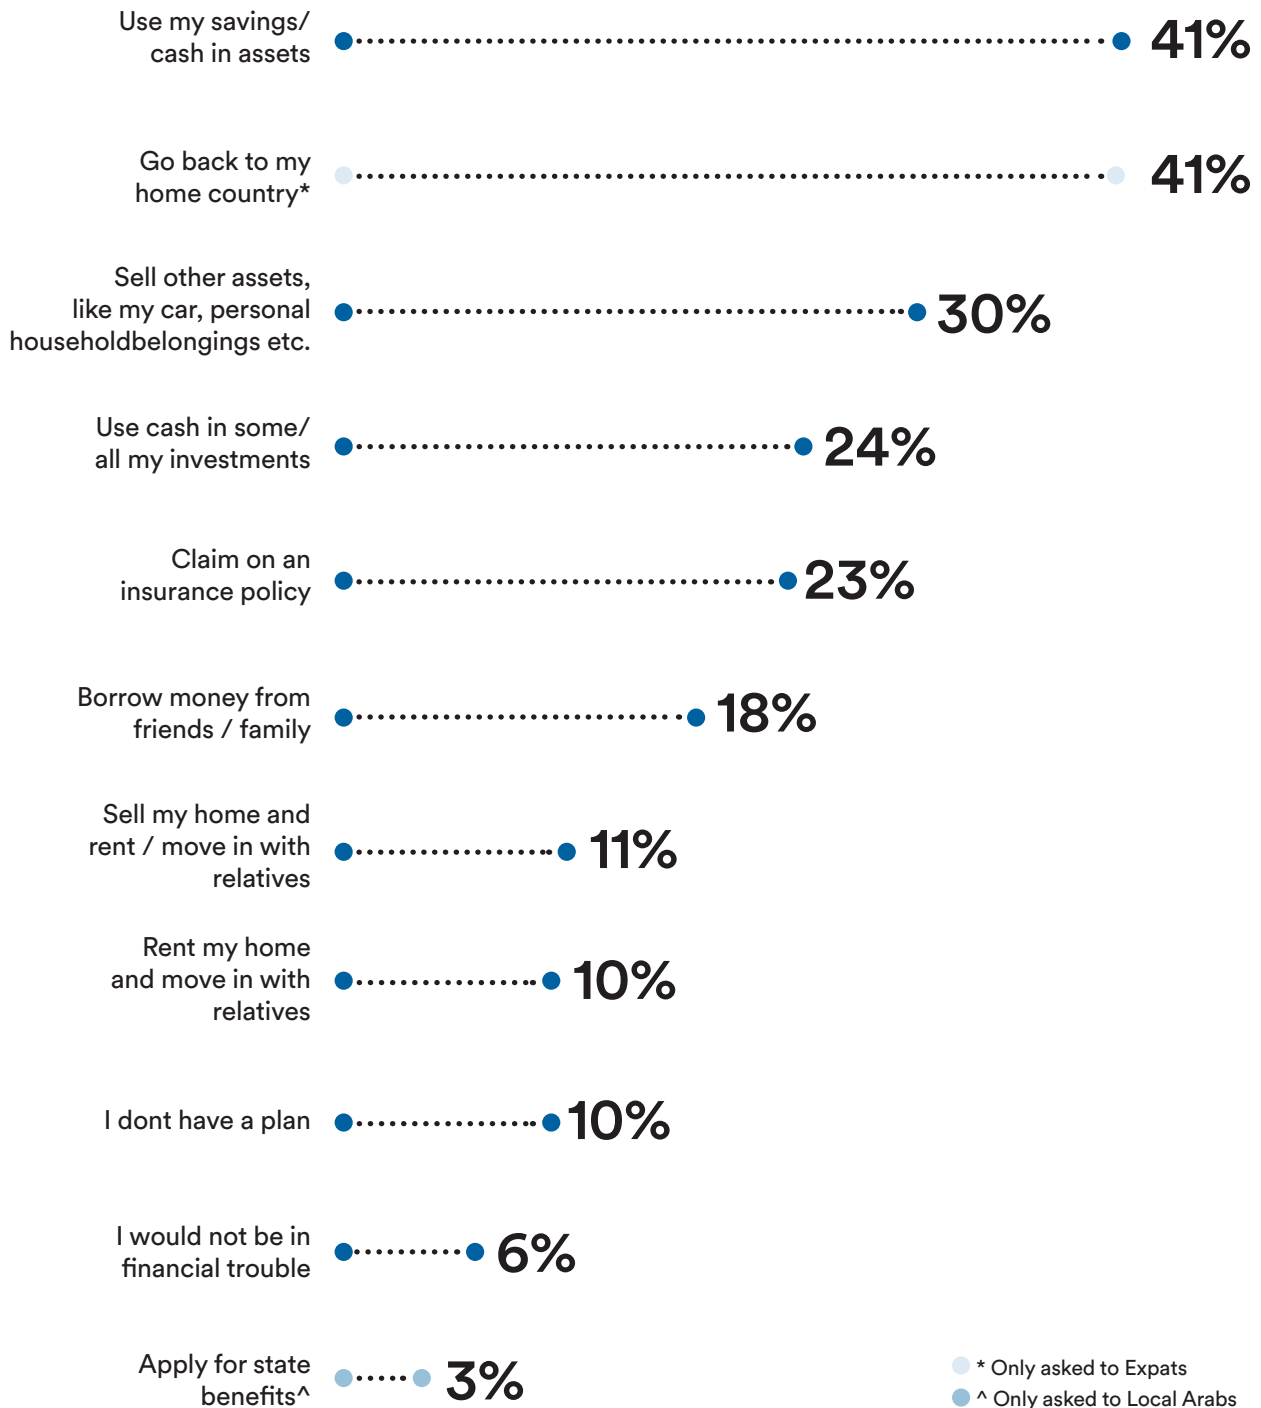 Use my savings/
cash in assets
41%
Go back to my
home country*
41%
Sell other assets,
like my car, personal
householdbelongings etc.
30%
Use cash in some/
all my investments
24%
Claim on an
insurance policy
23%
Borrow money from
friends / family
18%
Sell my home and
rent / move in with
relatives
11%
Rent my home
and move in with
relatives
10%
I dont have a plan
10%
I would not be in
financial trouble
6%
Apply for state
benefits^
3%
* Only asked to Expats
^ Only asked to Local Arabs